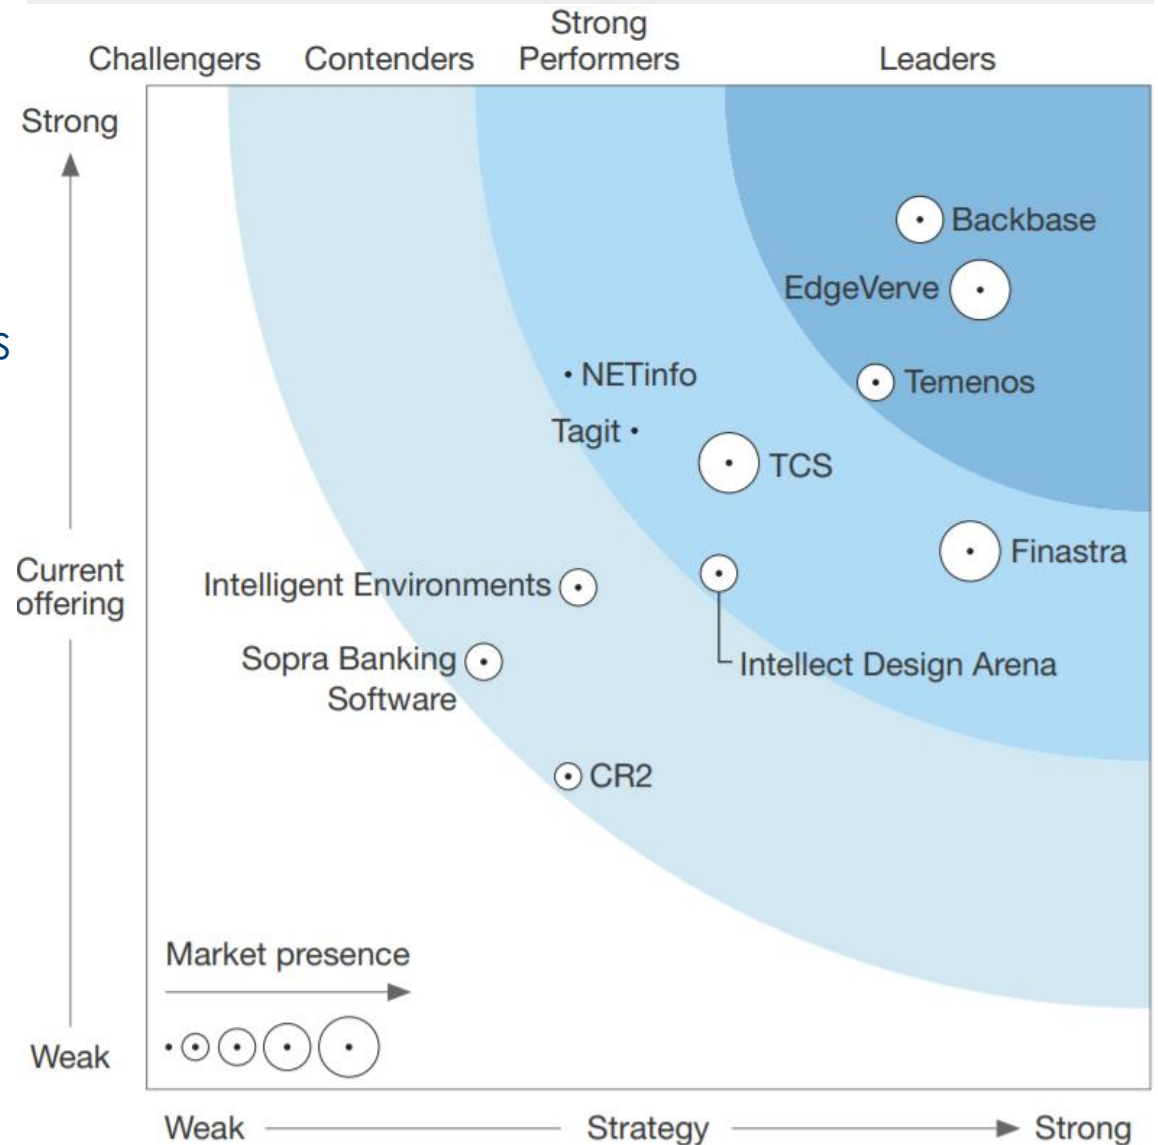 Strong
Challengers Contenders Performers Leaders
Strong
Backbase
EdgeVerve
s
NETinfo
Temenos
Tagit
TCS
Finastra
Current
offering
Intelligent Environments
Sopra Banking
Software
Intellect Design Arena
CR2
Market presence
Weak
Weak Strategy Strong